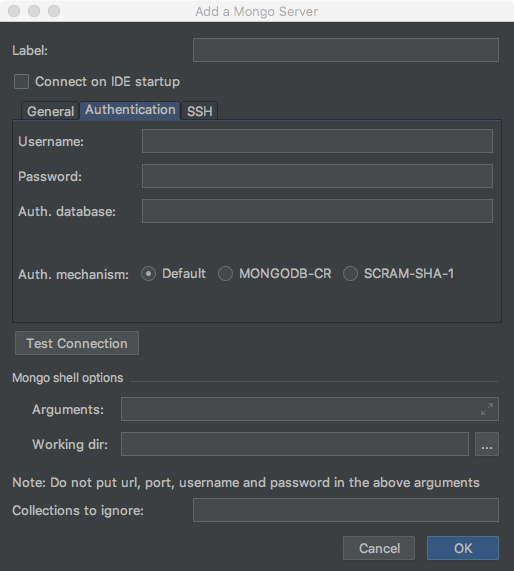 Add a Mongo Server
Label:
Connect on IDE startup
General Authentication SSH
Username:
Password:
Auth. database:
Auth. mechanism: Default MONGODB-CR SCRAM-SHA-1
Test Connection
Mongo shell options
Arguments:
Working dir: ...
Note: Do not put url, port, username and password in the above arguments
Collections to ignore:
Cancel OK